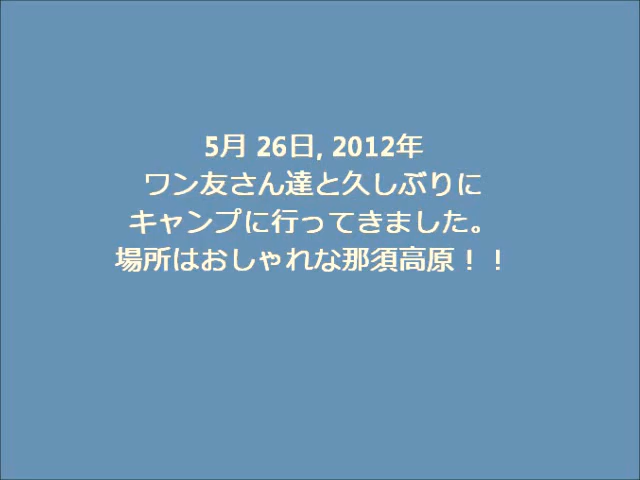 5月 26日, 2012年
ワン友さん達と久しぶりに
キャンプに行ってきました。
場所はおしゃれな那須高原！！